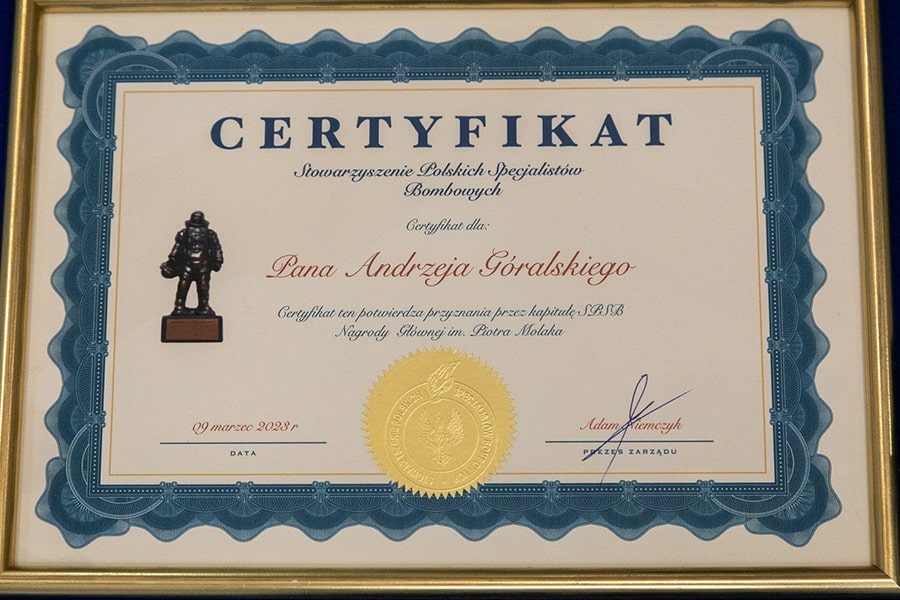 CERTYFIKAT
Stowarzyszenie Polskich Specjalistów
Bombowych
Certyfikat dla:
Pana Andrzeja Góralskiego
Certyfikat ten potwierdza przyznania przez kapitułę SPSB
Nagrody Głównej im. Piotra Molaka
09 marzec 2023 r
DATA
Adam
PREZES ZARZĄDU